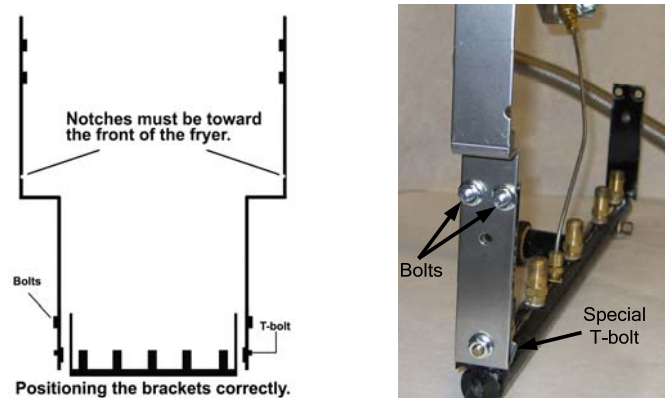 Notches must be toward
the front of the fryer.
Bolts
T-bolt
Positioning the brackets correctly.
Bolts
Special
T-bolt